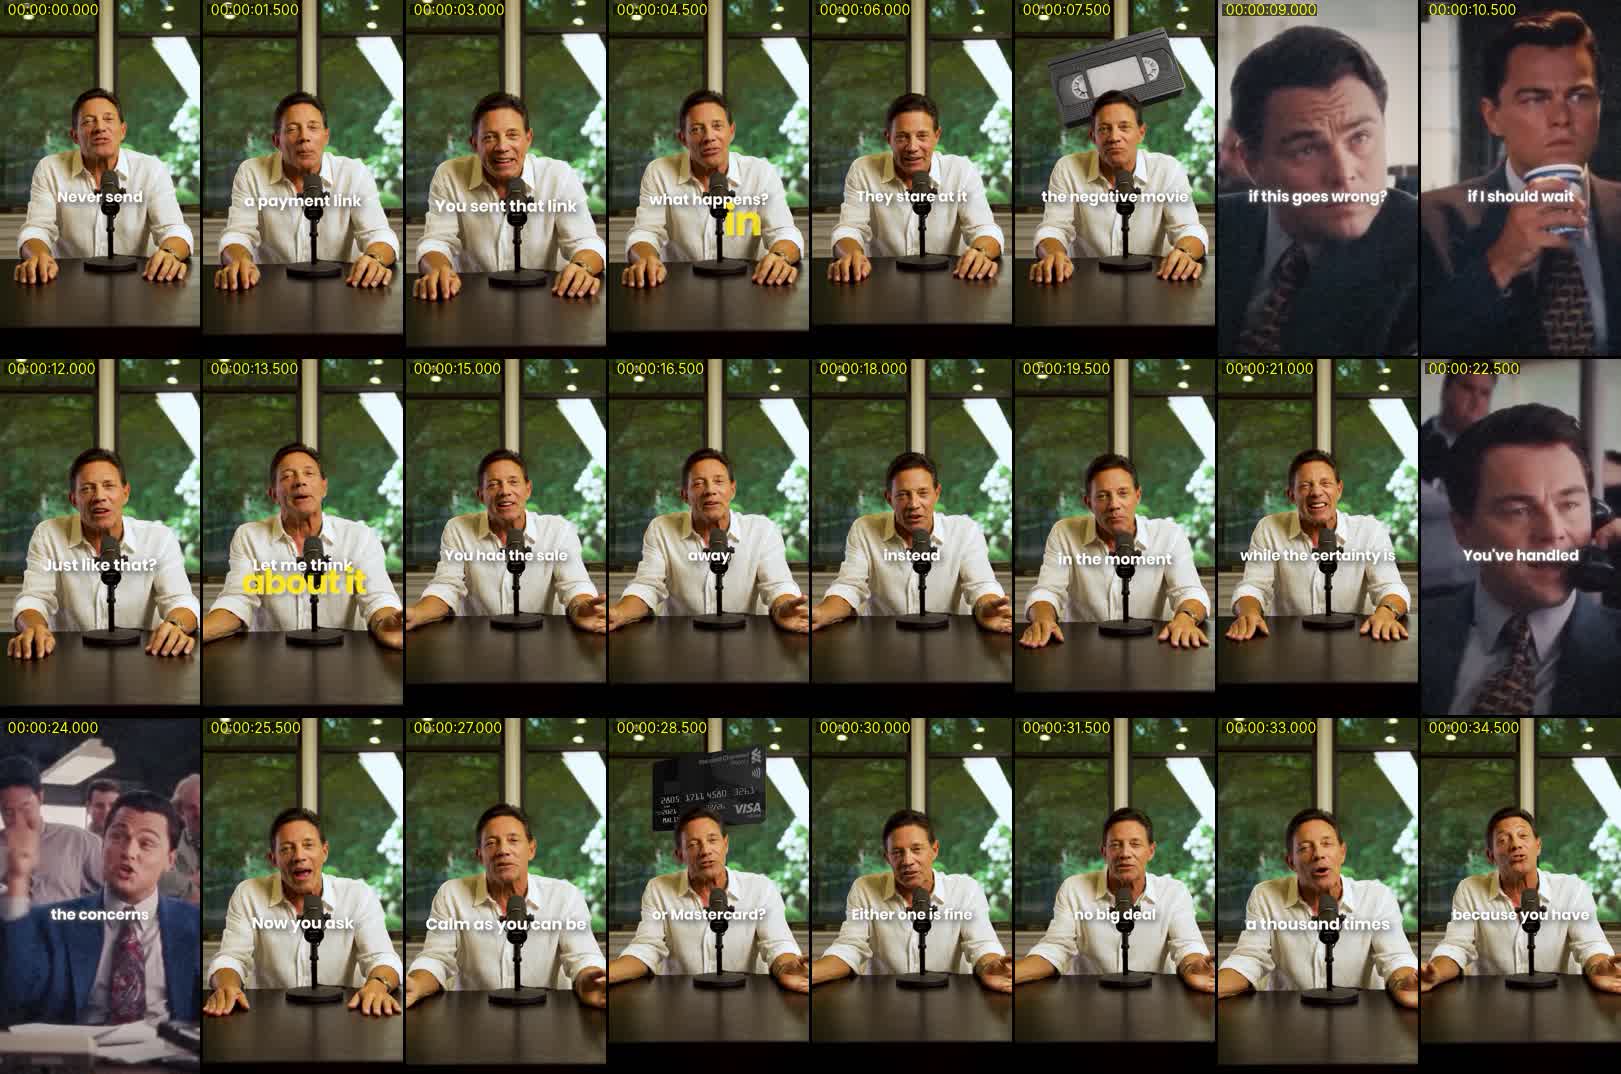 00:00:00.000
Never send
00:00:01.500
a payment link
00:00:03.000
You sent that link
00:00:04.500
what happens?
in
00:00:06.000
They stare at it
00:00:07.500
the negative movie
00:00:09.000
if this goes wrong?
00:00:10.500
if I should wait
00:00:12.000
Just like that?
00:00:13.500
Let me think
about it
00:00:15.000
You had the sale
00:00:16.500
away
00:00:18.000
instead
00:00:19.500
in the moment
00:00:21.000
while the certainty is
00:00:22.500
You've handled
00:00:24.000
the concerns
00:00:25.500
Now you ask
00:00:27.000
Calm as you can be
00:00:28.500
VISA
or Mastercard?
00:00:30.000
Either one is fine
00:00:31.500
no big deal
00:00:33.000
a thousand times
00:00:34.500
because you have